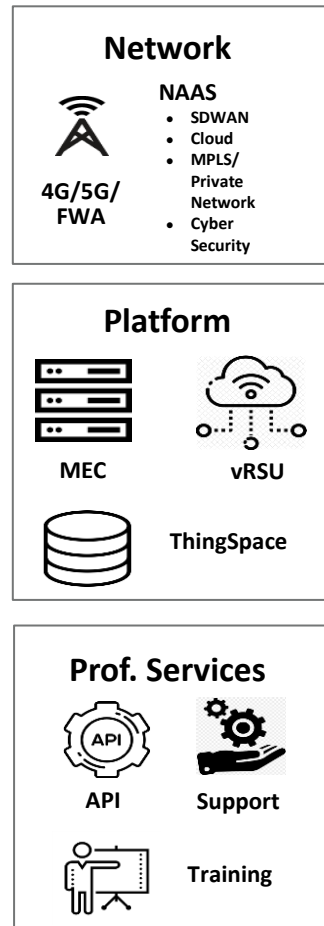 Network
NAAS
● SDWAN
● Cloud
● MPLS/
Private
Network
● Cyber
Security
4G/5G/
FWA
Platform
MEC
vRSU
ThingSpace
Prof. Services
API
API
Support
Training